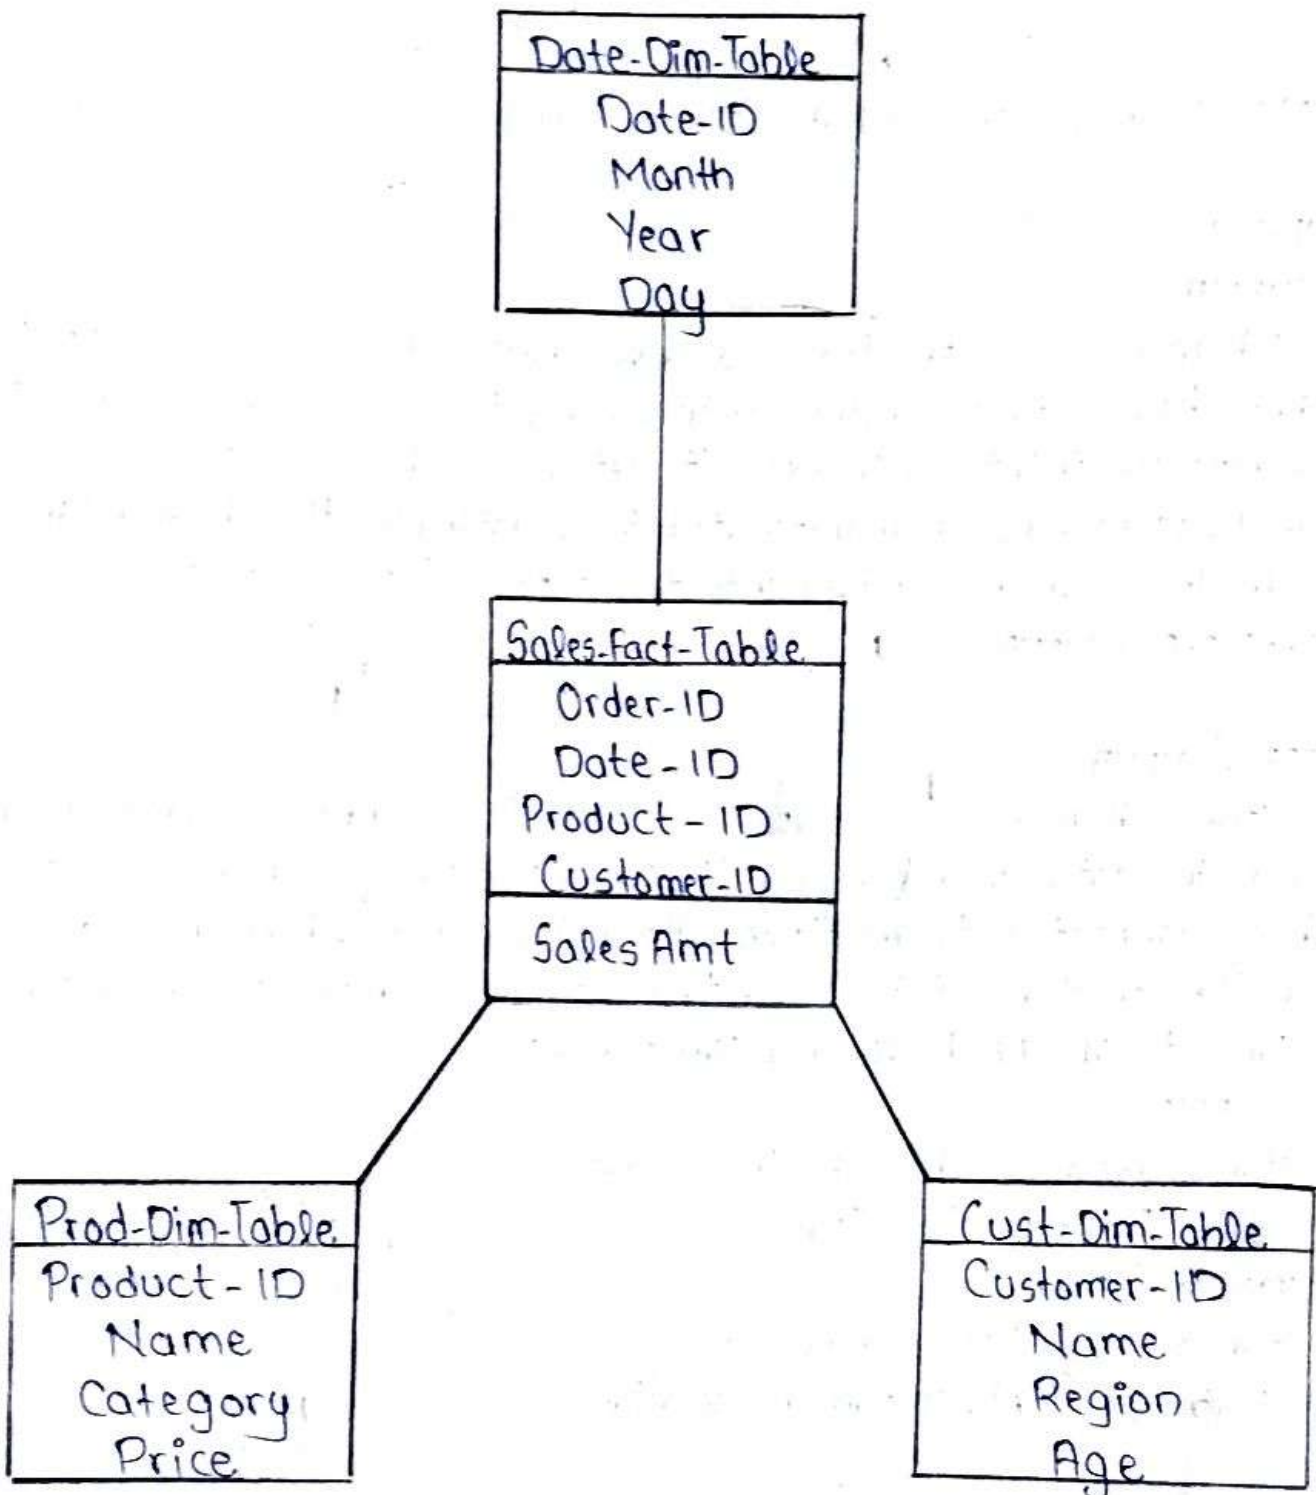 Date-Dim-Table
Date-ID
Month
Year
Day
Sales-Fact-Table
Order-ID
Date-ID
Product-ID
Customer-ID
Sales Amt
Prod-Dim-Table
Product-ID
Name
Category
Price
Cust-Dim-Table
Customer-ID
Name
Region
Age